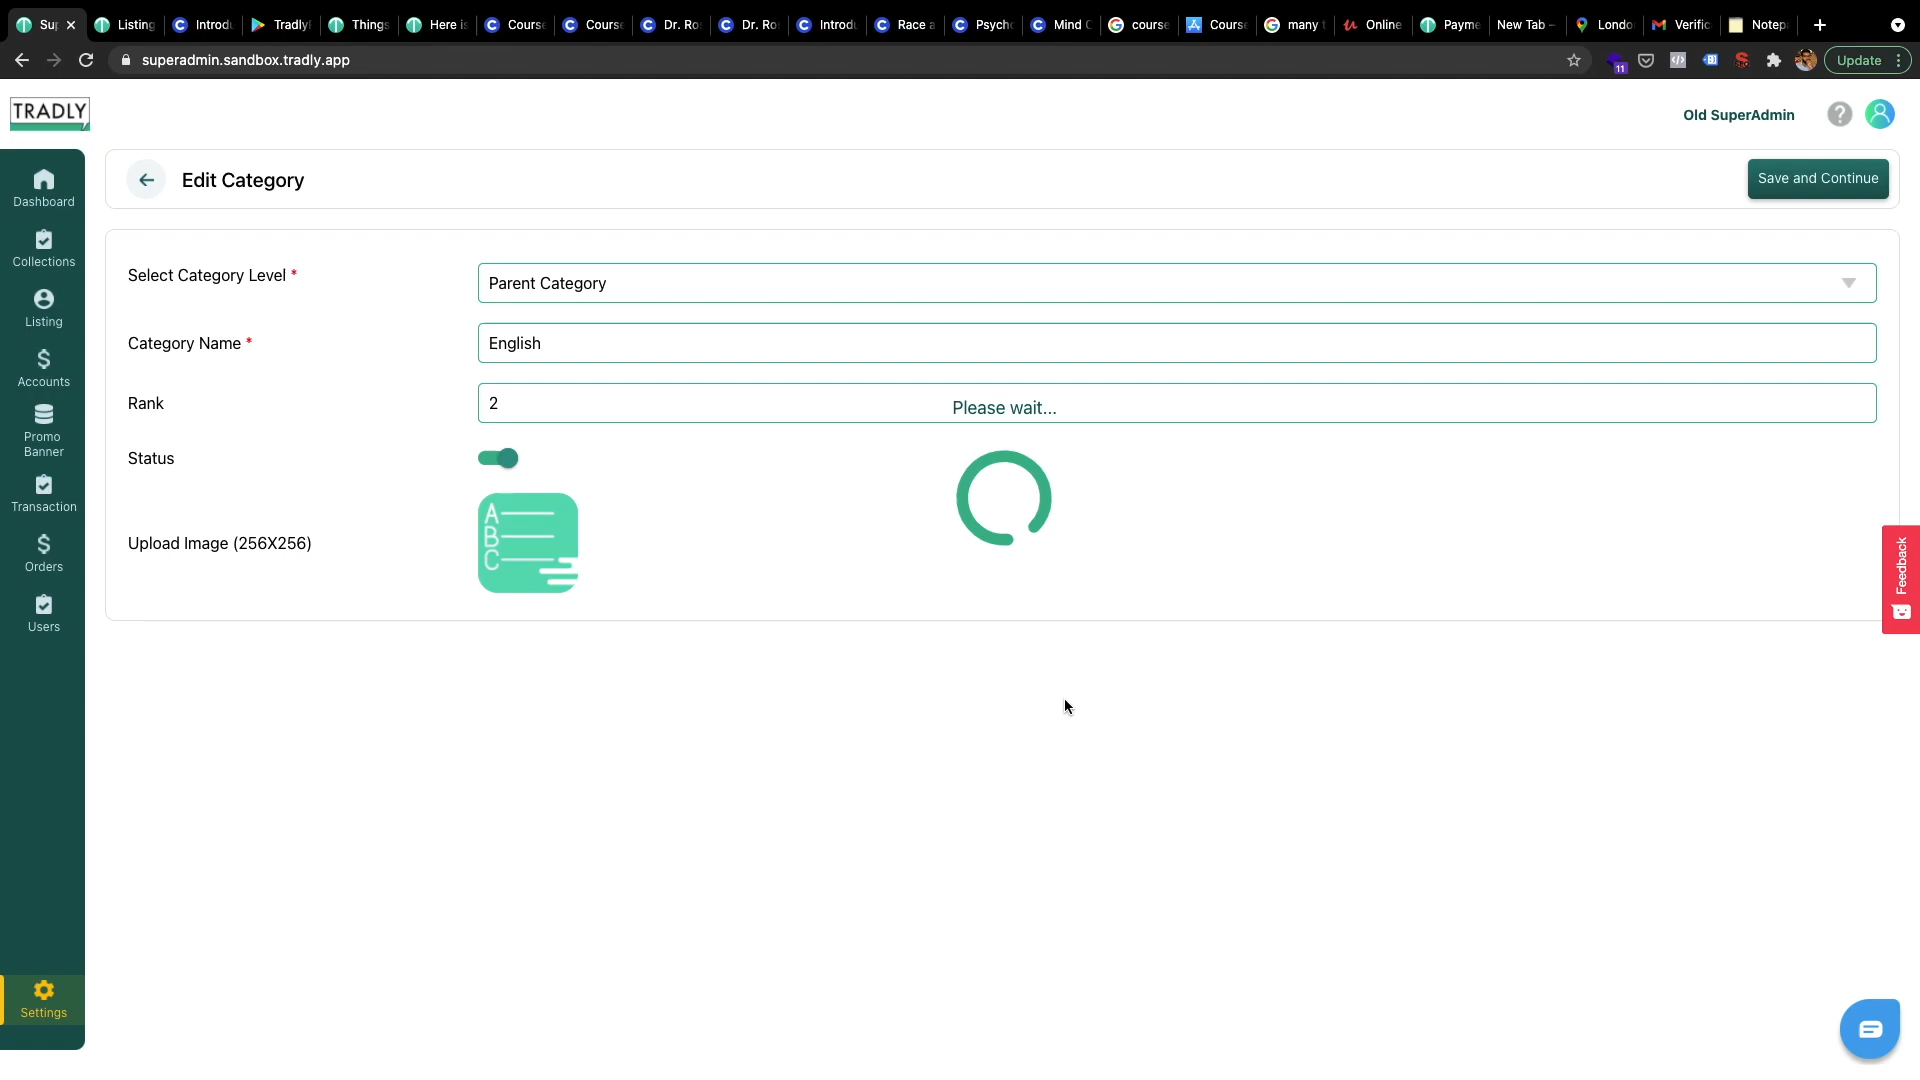 Su
Listing
Introdu
Tradlyf
Things
Here is
Course
Course
Dr. Ro
Dr. Ro
Introdu
Race a
Psych
Mind C
course
Course
many t
Online
Payme
New Tab -
Londo
Verific
Notep
superadmin.sandbox.tradly.app
11
Update
TRADLY
Old SuperAdmin
?
Dashboard
Collections
Listing
Accounts
Promo
Banner
Transaction
Orders
Users
Settings
Edit Category
Save and Continue
Select Category Level *
Parent Category
Category Name *
English
Rank
2
Please wait...
Status
Upload Image (256X256)
A
B
C
Feedback